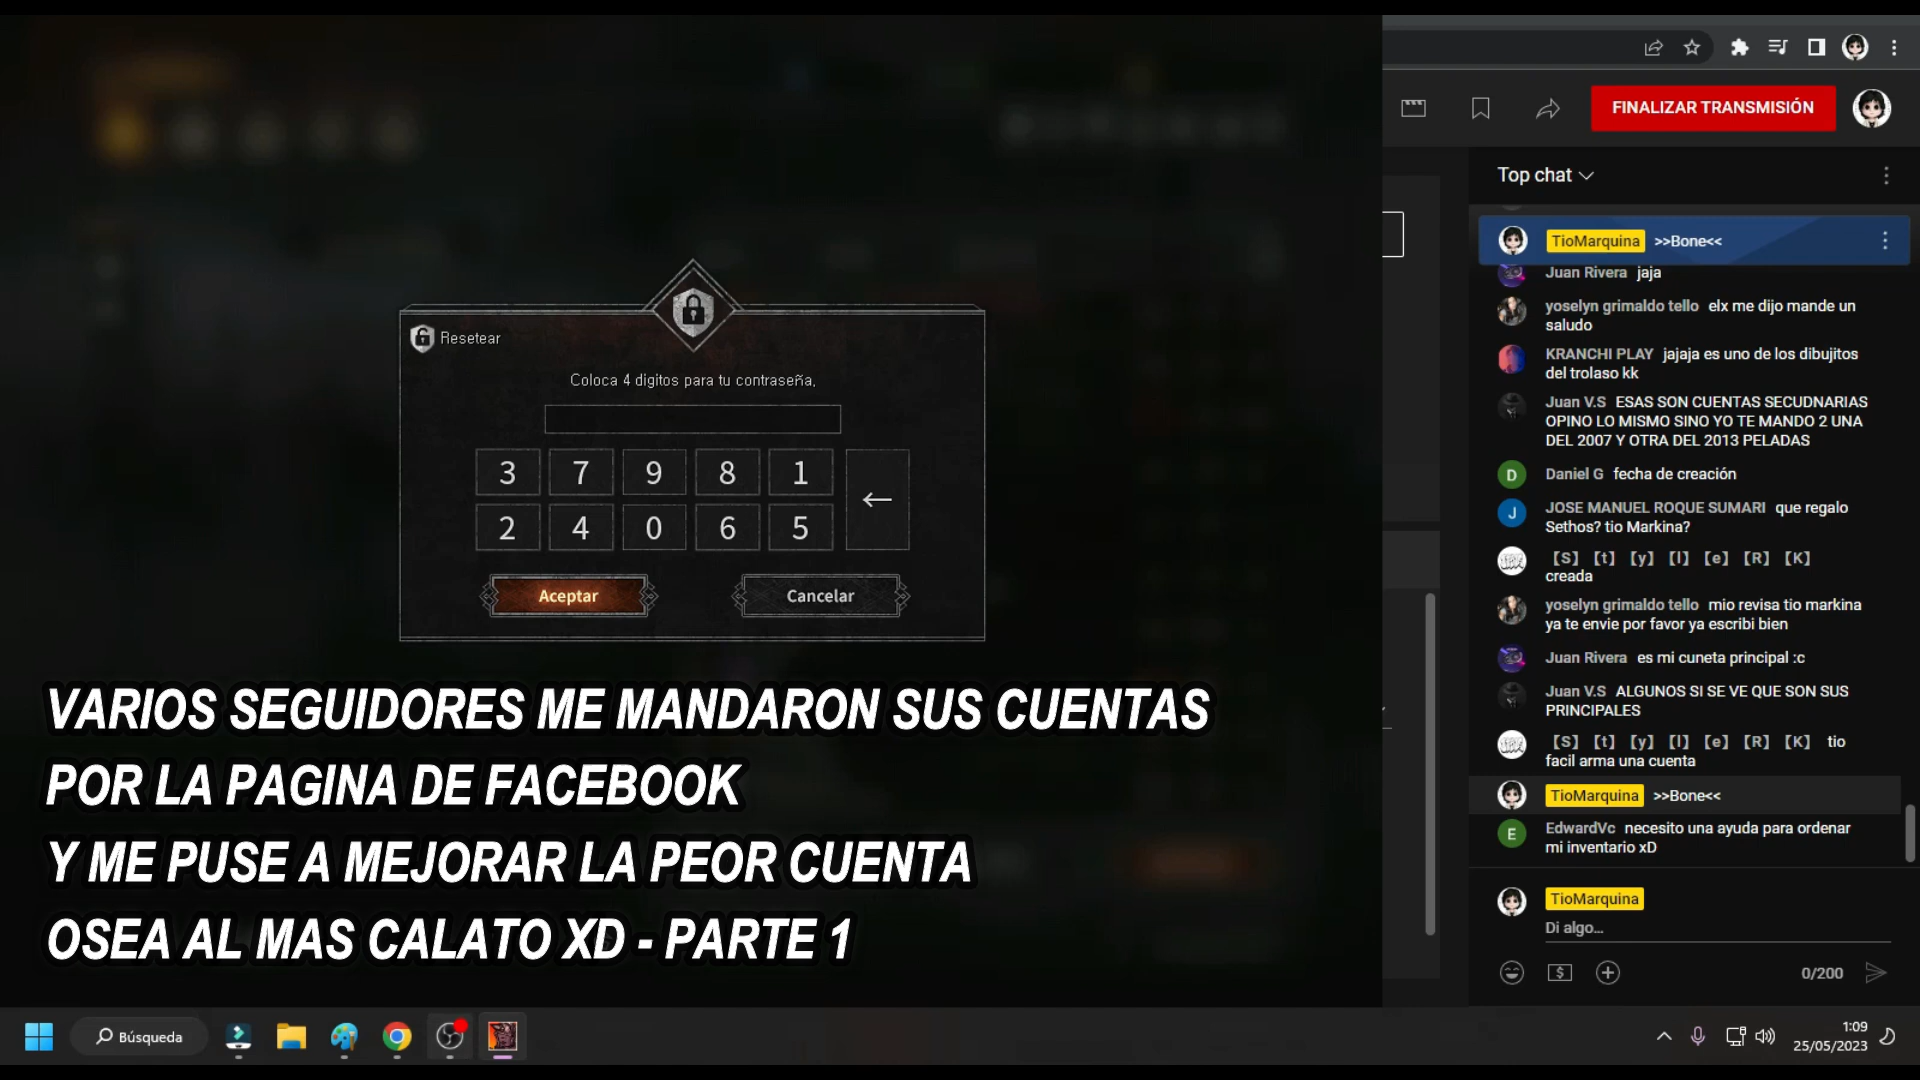 FINALIZAR TRANSMISIÓN
Top chat
TioMarquina >>Bone<<
Juan Rivera jaja
yoselyn grimaldo tello elx me dijo mande un
saludo
KRANCHI PLAY jajaja es uno de los dibujitos
del trolaso kk
Juan V.S ESAS SON CUENTAS SECUDNARIAS
OPINO LO MISMO SINO YO TE MANDO 2 UNA
DEL 2007 Y OTRA DEL 2013 PELADAS
D Daniel G fecha de creación
J JOSE MANUEL ROQUE SUMARI que regalo
Sethos? tio Markina?
【S】【t】【y】【l】【e】【R】【K】
creada
yoselyn grimaldo tello mio revisa tio markina
ya te envie por favor ya escribi bien
Juan Rivera es mi cuneta principal :c
Juan V.S ALGUNOS SI SE VE QUE SON SUS
PRINCIPALES
【S】【t】【y】【l】【e】【R】【K】 tio
facil arma una cuenta
TioMarquina >>Bone<<
E EdwardVc necesito una ayuda para ordenar
mi inventario xD
TioMarquina
Di algo...
0/200
Resetear
Coloca 4 digitos para tu contraseña.
3 7 9 8 1
←
2 4 0 6 5
Aceptar Cancelar
VARIOS SEGUIDORES ME MANDARON SUS CUENTAS
POR LA PAGINA DE FACEBOOK
Y ME PUSE A MEJORAR LA PEOR CUENTA
OSEA AL MAS CALATO XD - PARTE 1
Búsqueda
1:09
25/05/2023